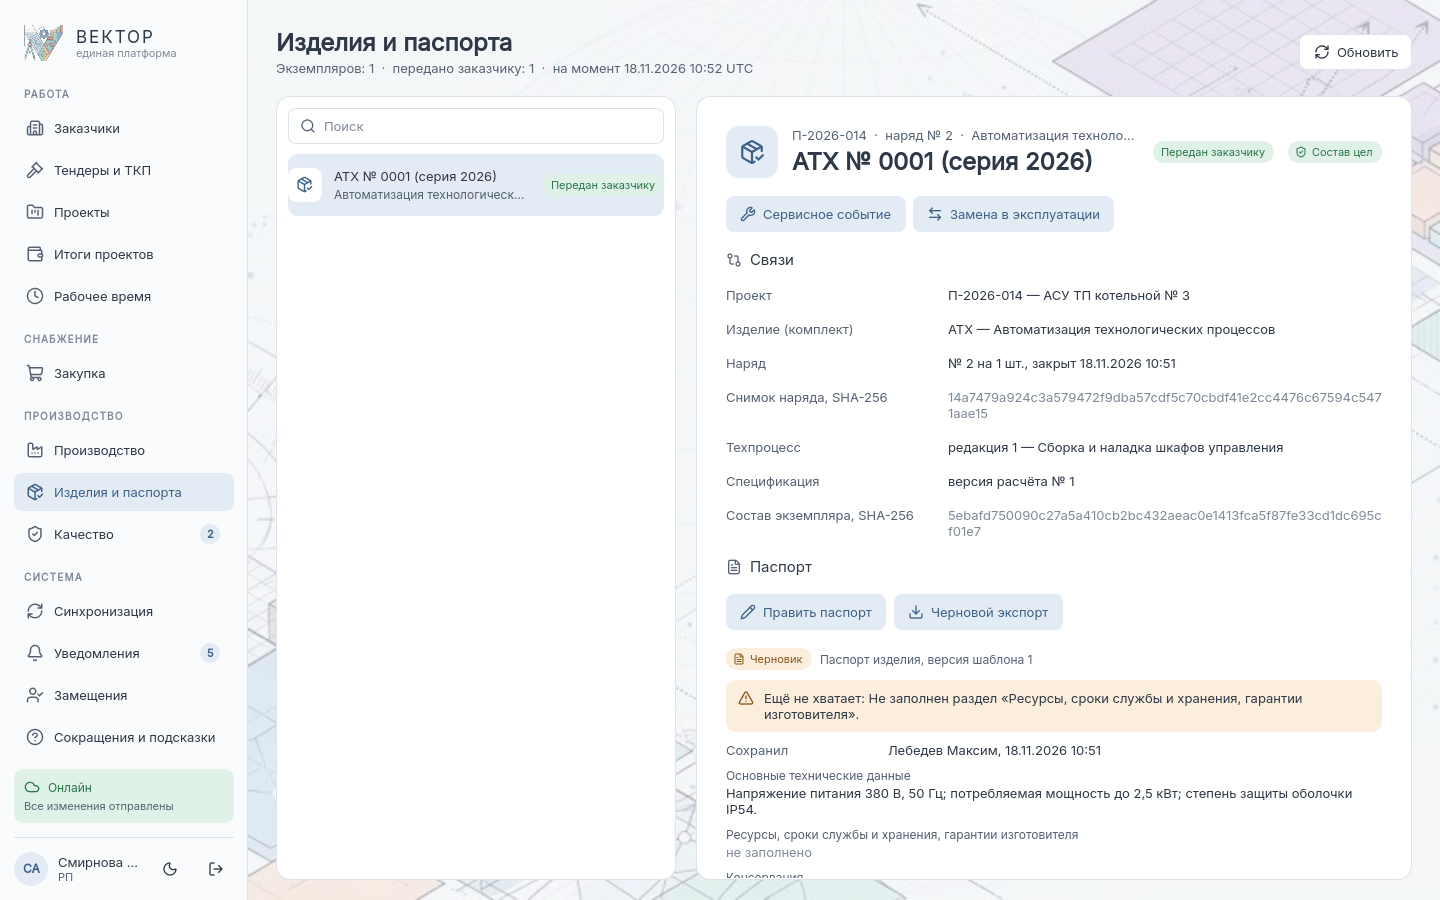 ВЕКТОР
единая платформа
РАБОТА
Заказчики
Тендеры и ТКП
Проекты
Итоги проектов
Рабочее время
СНАБЖЕНИЕ
Закупка
ПРОИЗВОДСТВО
Производство
Изделия и паспорта
Качество 2
СИСТЕМА
Синхронизация
Уведомления 5
Замещения
Сокращения и подсказки
Онлайн
Все изменения отправлены
СА
Смирнова ...
РП
Изделия и паспорта
Экземпляров: 1 · передано заказчику: 1 · на момент 18.11.2026 10:52 UTC
Обновить
Поиск
АТХ № 0001 (серия 2026)
Автоматизация технологическ...
Передан заказчику
П-2026-014 · наряд № 2 · Автоматизация техноло...
АТХ № 0001 (серия 2026)
Передан заказчику
Состав цел
Сервисное событие
Замена в эксплуатации
Связи
Проект П-2026-014 — АСУ ТП котельной № 3
Изделие (комплект) АТХ — Автоматизация технологических процессов
Наряд № 2 на 1 шт., закрыт 18.11.2026 10:51
Снимок наряда, SHA-256 14a7479a924c3a579472f9dba57cdf5c70cbdf41e2cc4476c67594c547
1aae15
Техпроцесс редакция 1 — Сборка и наладка шкафов управления
Спецификация версия расчёта № 1
Состав экземпляра, SHA-256 5ebafd750090c27a5a410cb2bc432aeac0e1413fca5f87fe33cd1dc695c
f01e7
Паспорт
Править паспорт
Черновой экспорт
Черновик
Паспорт изделия, версия шаблона 1
Ещё не хватает: Не заполнен раздел «Ресурсы, сроки службы и хранения, гарантии
изготовителя».
Сохранил Лебедев Максим, 18.11.2026 10:51
Основные технические данные
Напряжение питания 380 В, 50 Гц; потребляемая мощность до 2,5 кВт; степень защиты оболочки
IP54.
Ресурсы, сроки службы и хранения, гарантии изготовителя
не заполнено
Консервация